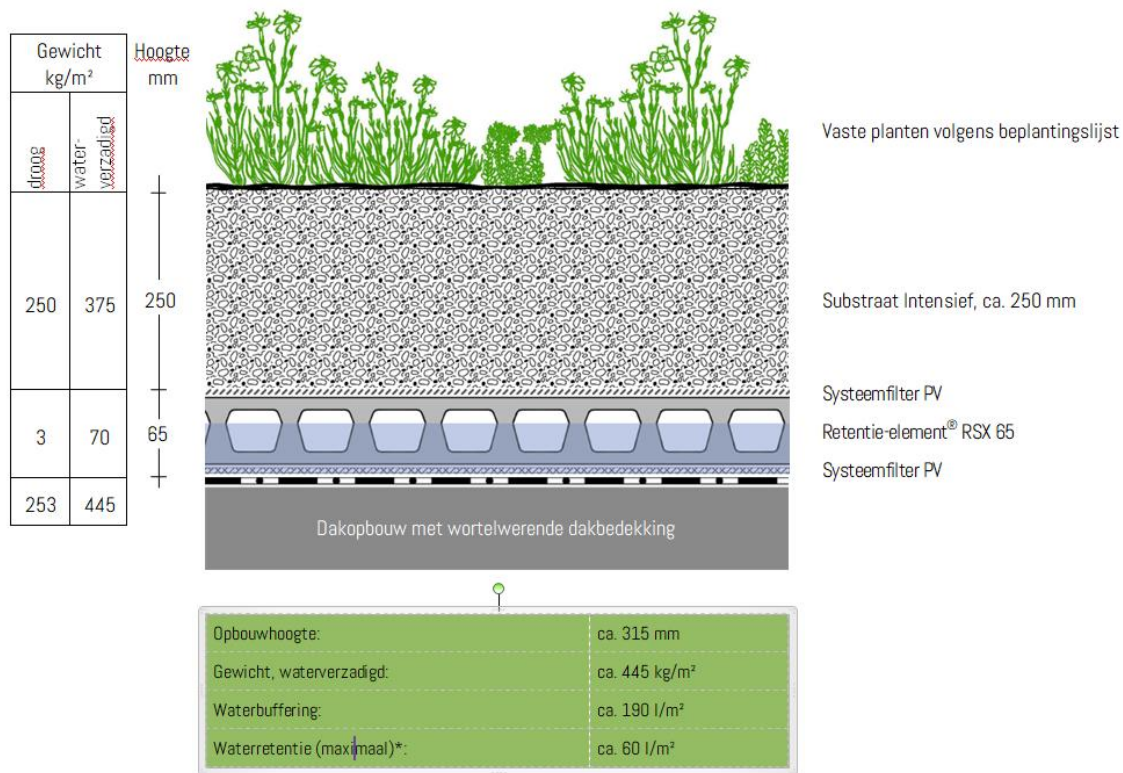 Gewicht
kg/m²
Hoogte
mm
droog
water-
verzadigd
Vaste planten volgens beplantingslijst
250
375
250
Substraat Intensief, ca. 250 mm
Systeemfilter PV
3
70
65
Retentie-element® RSX 65
Systeemfilter PV
253
445
Dakopbouw met wortelwerende dakbedekking
Opbouwhoogte: ca. 315 mm
Gewicht, waterverzadigd: ca. 445 kg/m²
Waterbuffering: ca. 190 l/m²
Waterretentie (maximaal)*: ca. 60 l/m²